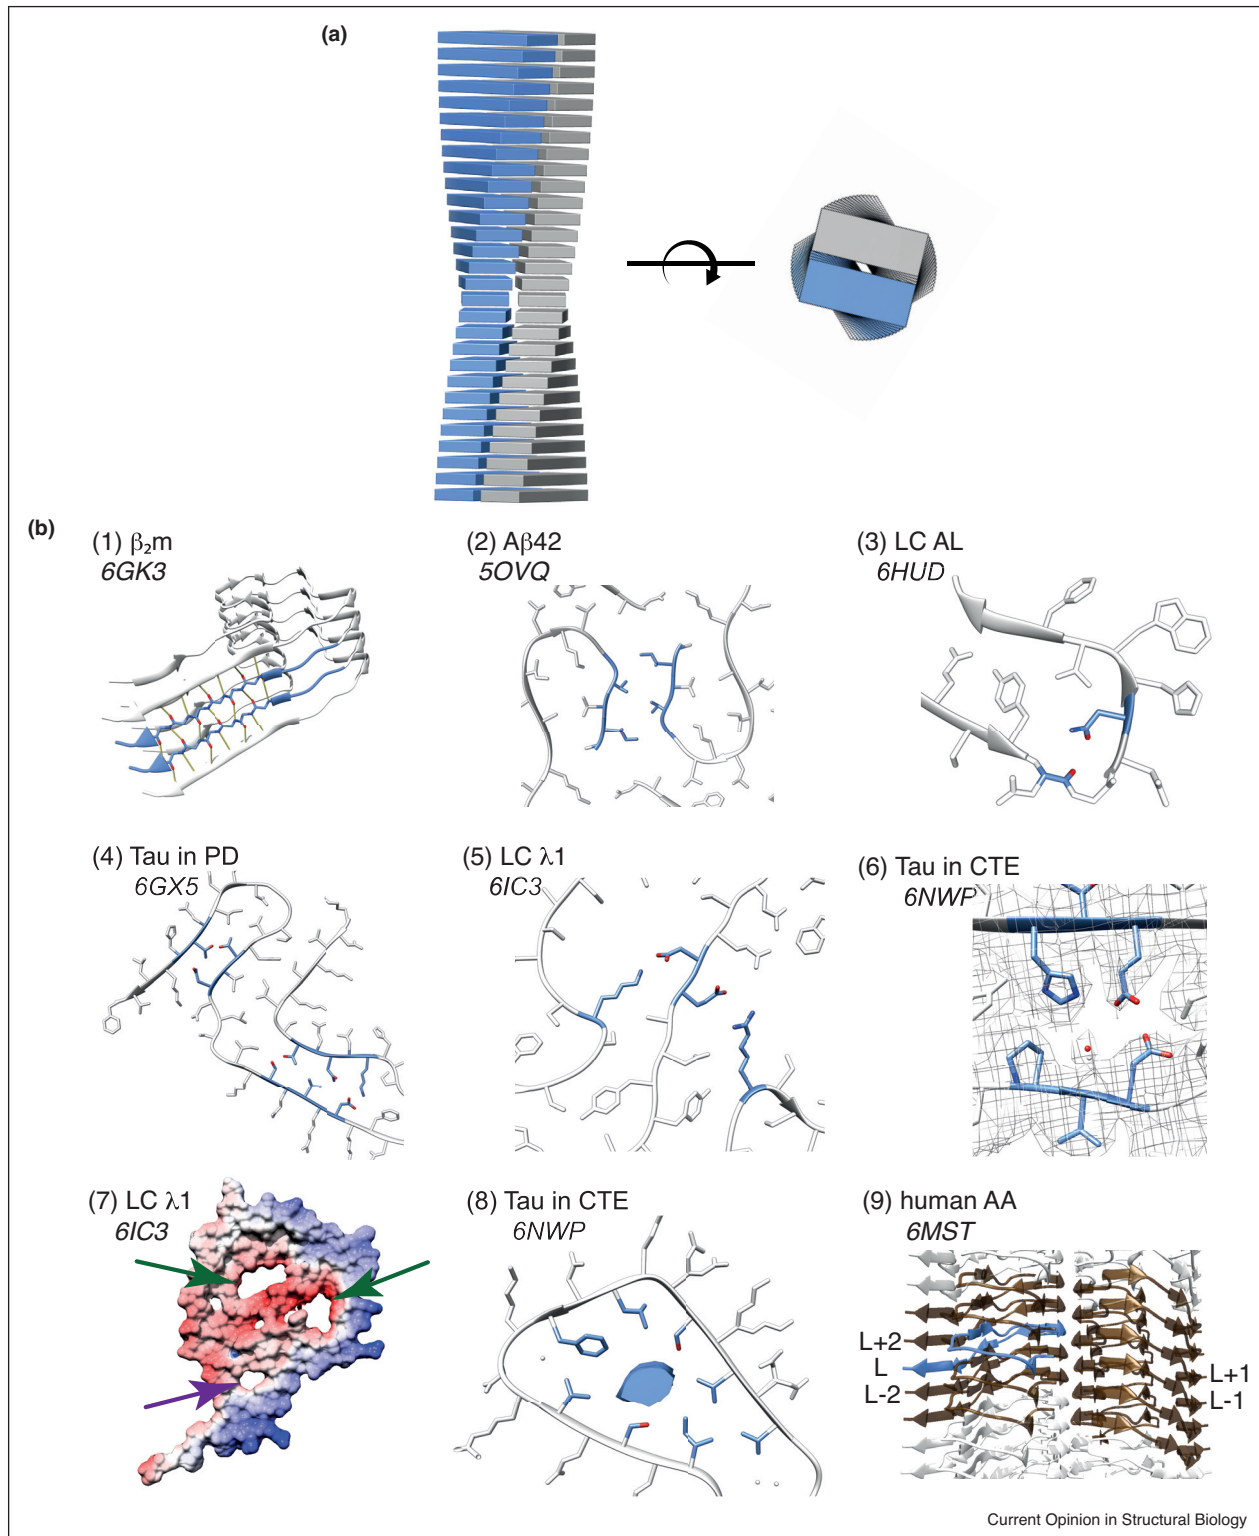 (a)
(b)
(1) β₂m
6GK3
(2) Aβ42
5OVQ
(3) LC AL
6HUD
(4) Tau in PD
6GX5
(5) LC λ1
6IC3
(6) Tau in CTE
6NWP
(7) LC λ1
6IC3
(8) Tau in CTE
6NWP
(9) human AA
6MST
L+2
L
L-2
L+1
L-1
Current Opinion in Structural Biology